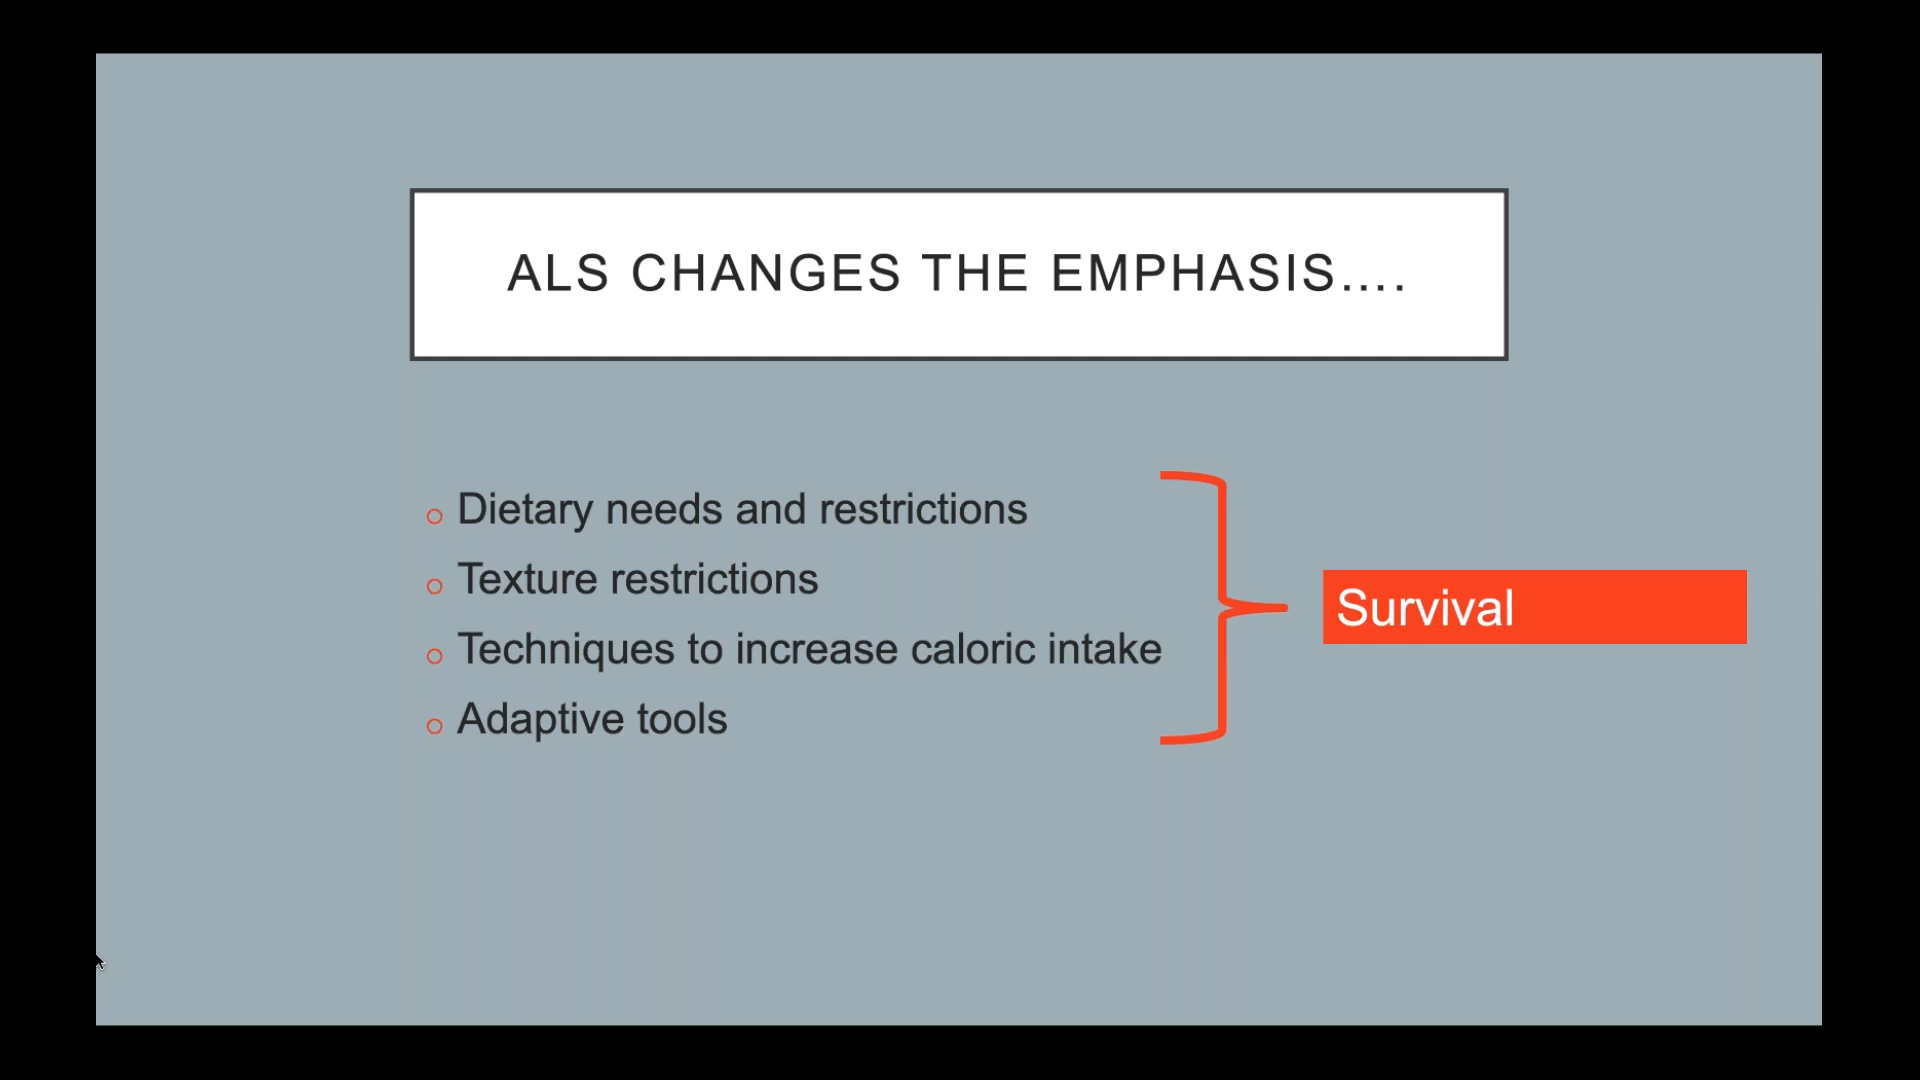 ALS CHANGES THE EMPHASIS....
Dietary needs and restrictions
Texture restrictions
Techniques to increase caloric intake
Adaptive tools
Survival